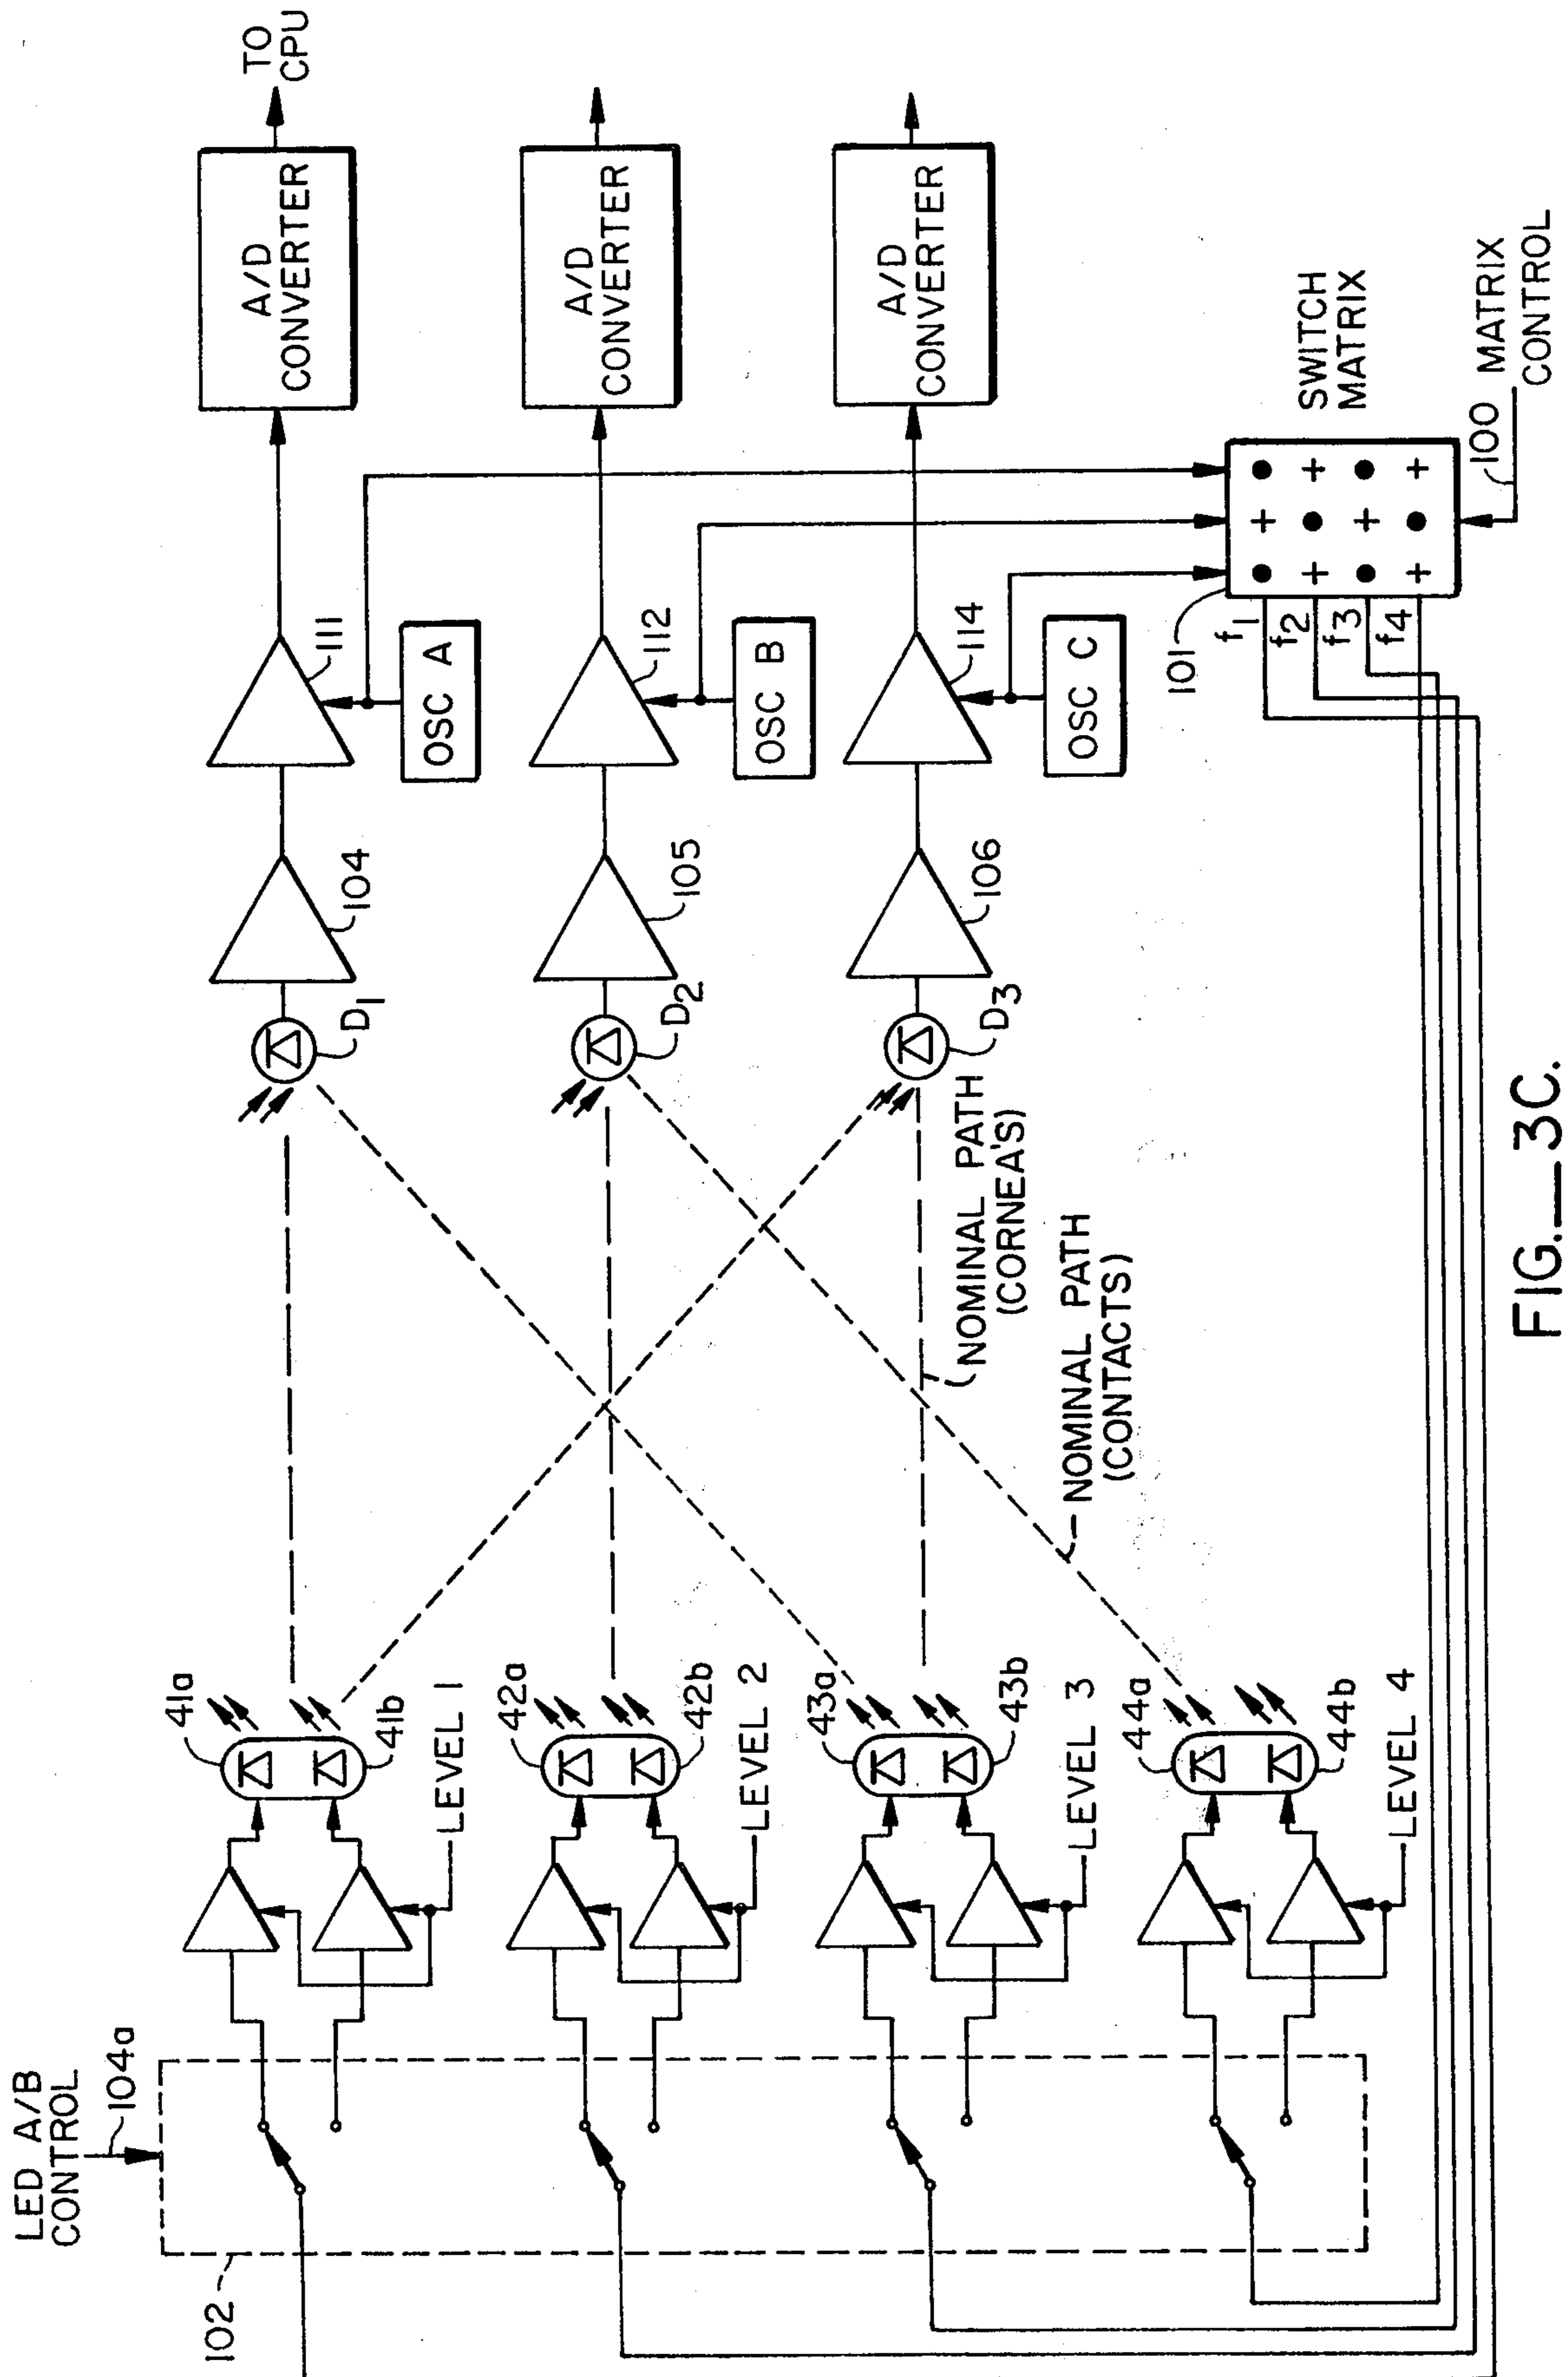 LED A/B
CONTROL
104a
102
41a
41b
LEVEL 1
42a
42b
LEVEL 2
43a
43b
LEVEL 3
44a
44b
LEVEL 4
NOMINAL PATH
(CORNEA'S)
NOMINAL PATH
(CONTACTS)
D1
D2
D3
104
105
106
111
112
114
OSC A
OSC B
OSC C
A/D
CONVERTER
A/D
CONVERTER
A/D
CONVERTER
TO
CPU
101
f1
f2
f3
f4
SWITCH
MATRIX
100 MATRIX
CONTROL
FIG.__3C.